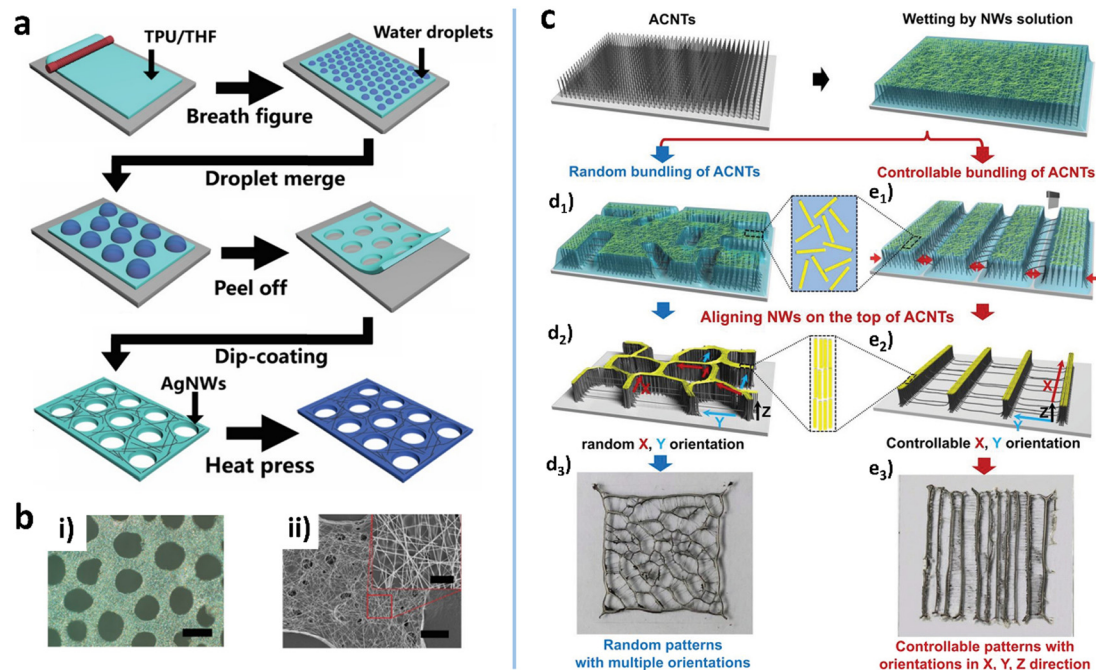 a
TPU/THF
Water droplets
Breath figure
Droplet merge
Peel off
Dip-coating
AgNWs
Heat press
b
i)
ii)
c
ACNTs
Wetting by NWs solution
Random bundling of ACNTs
Controllable bundling of ACNTs
d1)
e1)
Aligning NWs on the top of ACNTs
d2)
X
Y
Z
e2)
X
Y
Z
random X, Y orientation
Controllable X, Y orientation
d3)
e3)
Random patterns
with multiple orientations
Controllable patterns with
orientations in X, Y, Z direction